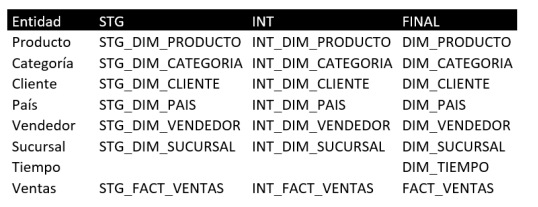 Entidad STG INT FINAL
Producto STG_DIM_PRODUCTO INT_DIM_PRODUCTO DIM_PRODUCTO
Categoría STG_DIM_CATEGORIA INT_DIM_CATEGORIA DIM_CATEGORIA
Cliente STG_DIM_CLIENTE INT_DIM_CLIENTE DIM_CLIENTE
País STG_DIM_PAIS INT_DIM_PAIS DIM_PAIS
Vendedor STG_DIM_VENDEDOR INT_DIM_VENDEDOR DIM_VENDEDOR
Sucursal STG_DIM_SUCURSAL INT_DIM_SUCURSAL DIM_SUCURSAL
Tiempo DIM_TIEMPO
Ventas STG_FACT_VENTAS INT_FACT_VENTAS FACT_VENTAS